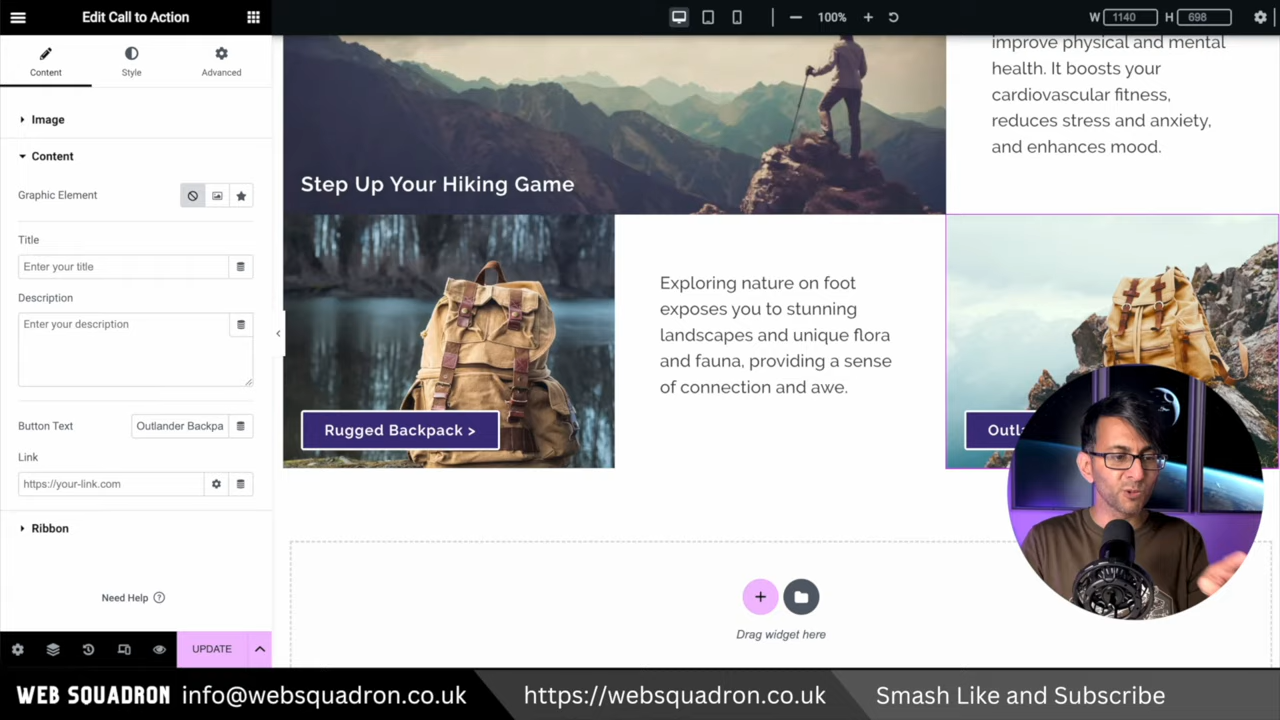 Edit Call to Action
100%
W 1140 H 698
Content
Style
Advanced
Image
Content
Graphic Element
Title
Enter your title
Description
Enter your description
Button Text
Outlander Backpa
Link
https://your-link.com
Ribbon
Need Help
UPDATE
improve physical and mental
health. It boosts your
cardiovascular fitness,
reduces stress and anxiety,
and enhances mood.
Step Up Your Hiking Game
Rugged Backpack >
Exploring nature on foot
exposes you to stunning
landscapes and unique flora
and fauna, providing a sense
of connection and awe.
Drag widget here
WEB SQUADRON info@websquadron.co.uk
https://websquadron.co.uk
Smash Like and Subscribe